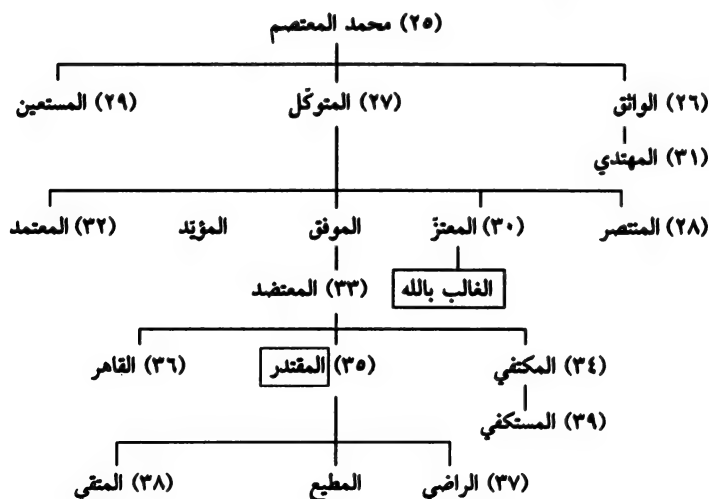 (٢٥) محمد المعتصم
(٢٦) الواثق (٢٧) المتوكّل (٢٩) المستعين
(٣١) المهتدي
(٢٨) المنتصر (٣٠) المعتزّ الموفق المؤيّد (٣٢) المعتمد
الغالب بالله (٣٣) المعتضد
(٣٤) المكتفي (٣٥) المقتدر (٣٦) القاهر
(٣٩) المستكفي
(٣٧) الراضي المطيع (٣٨) المتقي